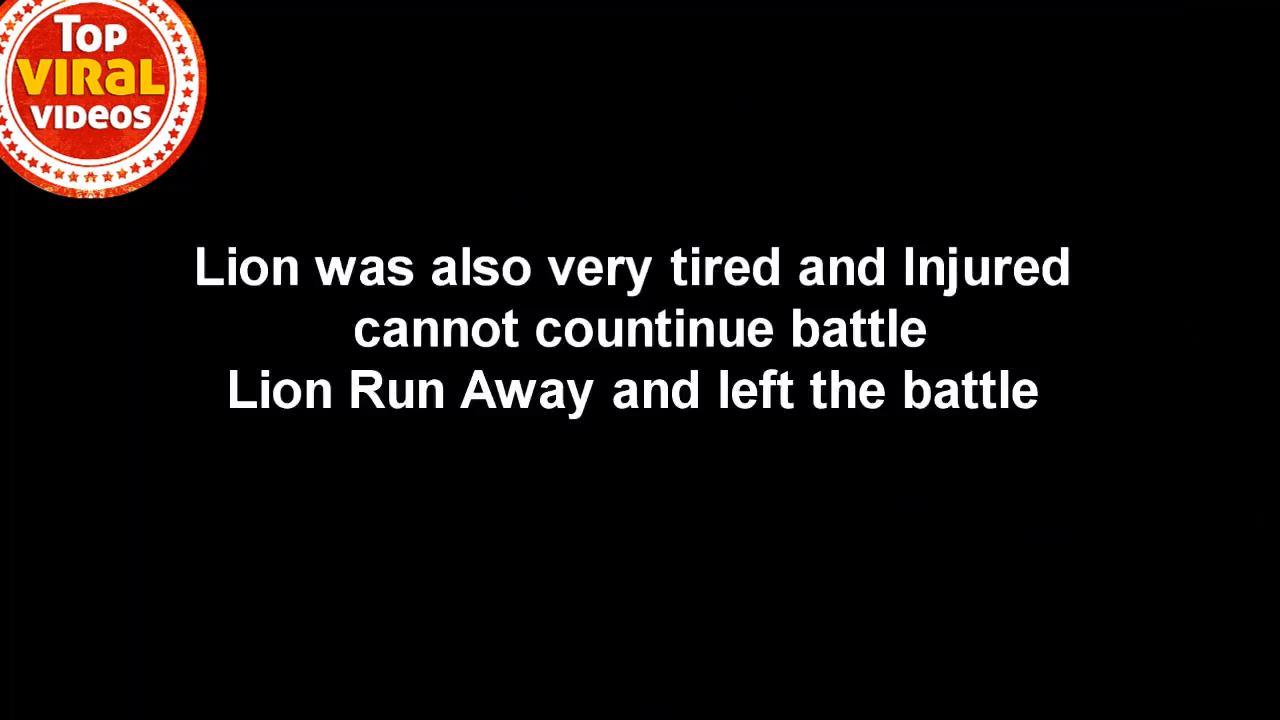 TOP
VIRaL
VIDeOS
Lion was also very tired and Injured
cannot countinue battle
Lion Run Away and left the battle